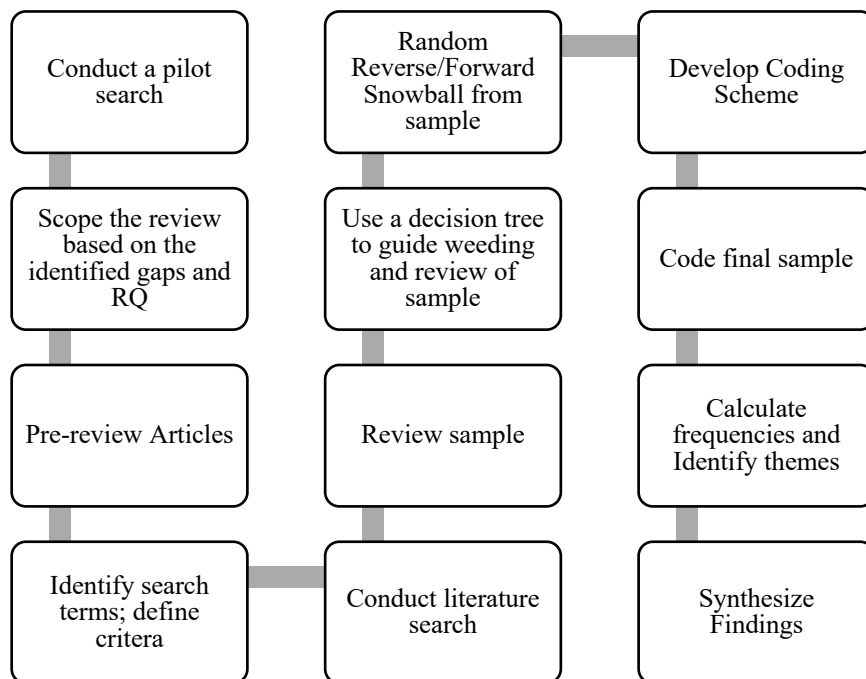 Conduct a pilot
search
Scope the review
based on the
identified gaps and
RQ
Pre-review Articles
Identify search
terms; define
critera
Conduct literature
search
Review sample
Use a decision tree
to guide weeding
and review of
sample
Random
Reverse/Forward
Snowball from
sample
Develop Coding
Scheme
Code final sample
Calculate
frequencies and
Identify themes
Synthesize
Findings